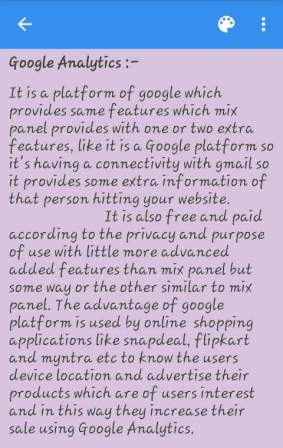 Google Analytics :-
It is a platform of google which
provides same features which mix
panel provides with one or two extra
features, like it is a Google platform so
it's having a connectivity with gmail so
it provides some extra information of
that person hitting your website.
It is also free and paid
according to the privacy and purpose
of use with little more advanced
added features than mix panel but
some way or the other similar to mix
panel. The advantage of google
platform is used by online shopping
applications like snapdeal, flipkart
and myntra etc to know the users
device location and advertise their
products which are of users interest
and in this way they increase their
sale using Google Analytics.